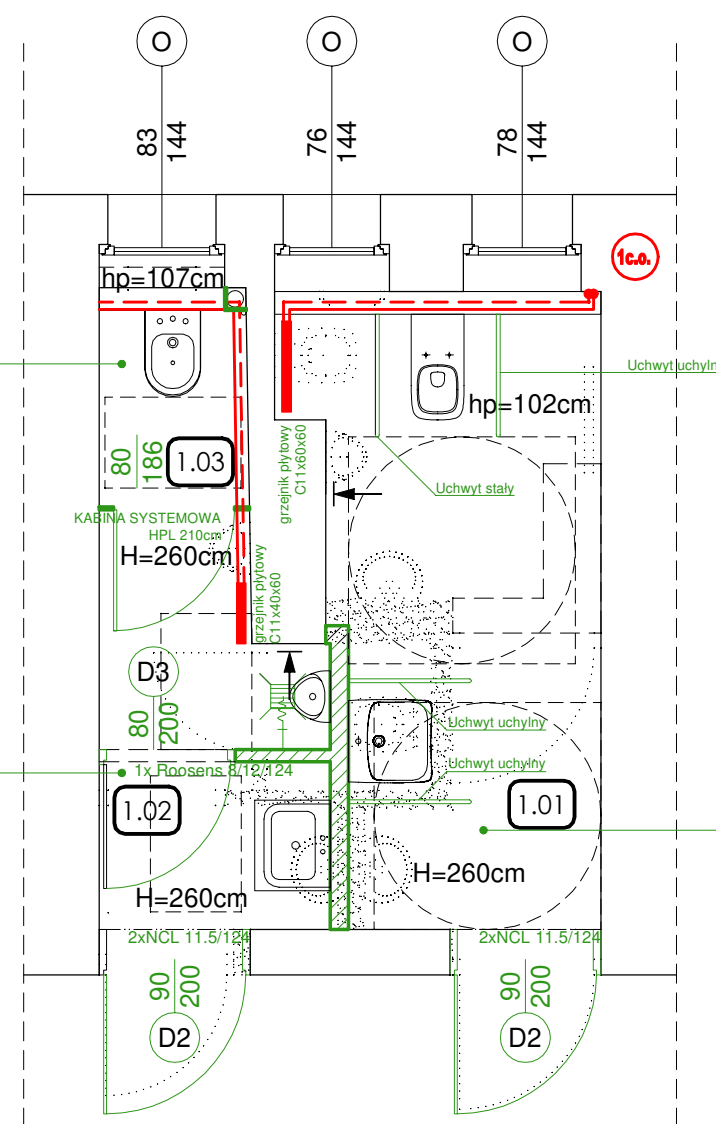 O
O
O
83
144
76
144
78
144
1c.o.
hp=107cm
Uchwyt uchyln
hp=102cm
80
186
1.03
grzejnik płytowy
C11x60x60
Uchwyt stały
KABINA SYSTEMOWA
HPL 210cm
H=260cm
grzejnik płytowy
C11x40x60
D3
80
200
Uchwyt uchylny
Uchwyt uchylny
1x Roosens 8/12/124
1.02
1.01
H=260cm
H=260cm
2xNCL 11.5/124
2xNCL 11.5/124
90
200
90
200
D2
D2